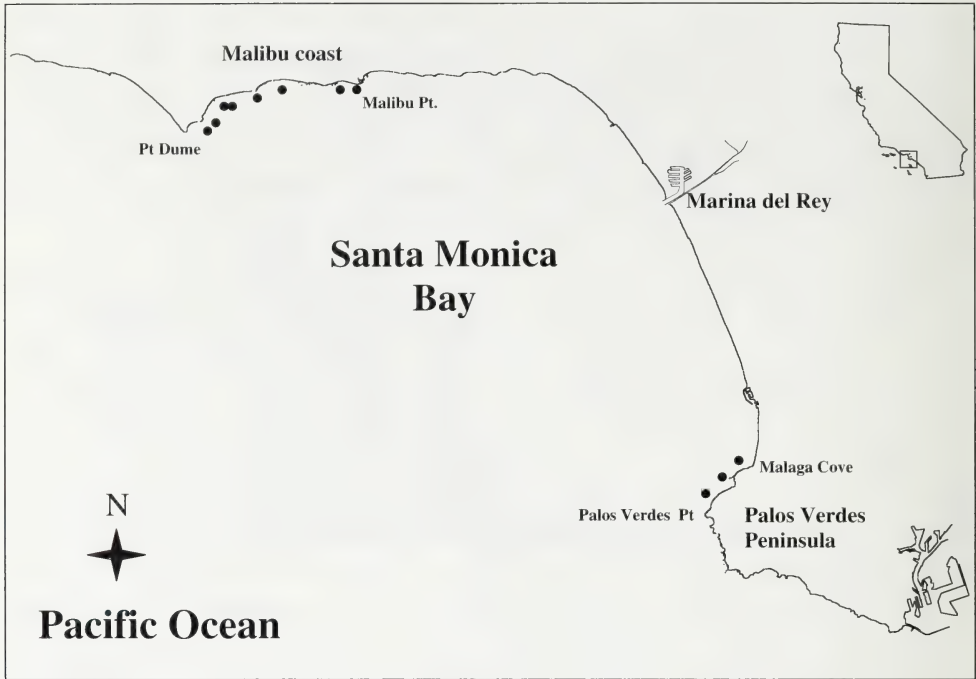 Malibu coast
Malibu Pt.
Pt Dume
Marina del Rey
Santa Monica
Bay
Malaga Cove
N
Palos Verdes Pt
Palos Verdes
Peninsula
Pacific Ocean